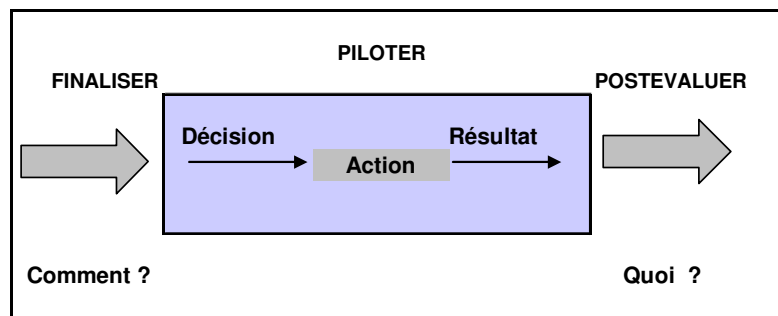 PILOTER
FINALISER
POSTEVALUER
Décision
Résultat
Action
Comment ?
Quoi ?